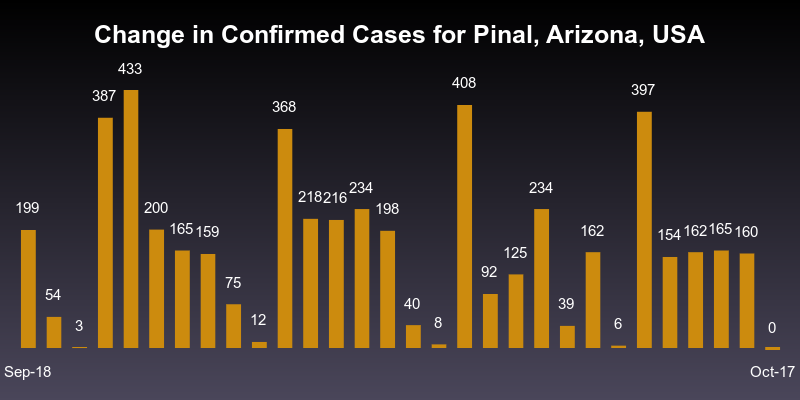 Change in Confirmed Cases for Pinal, Arizona, USA
199 54 3 387 433 200 165 159 75 12 368 218 216 234 198 40 8 408 92 125 234 39 162 6 397 154 162 165 160 0
Sep-18 Oct-17